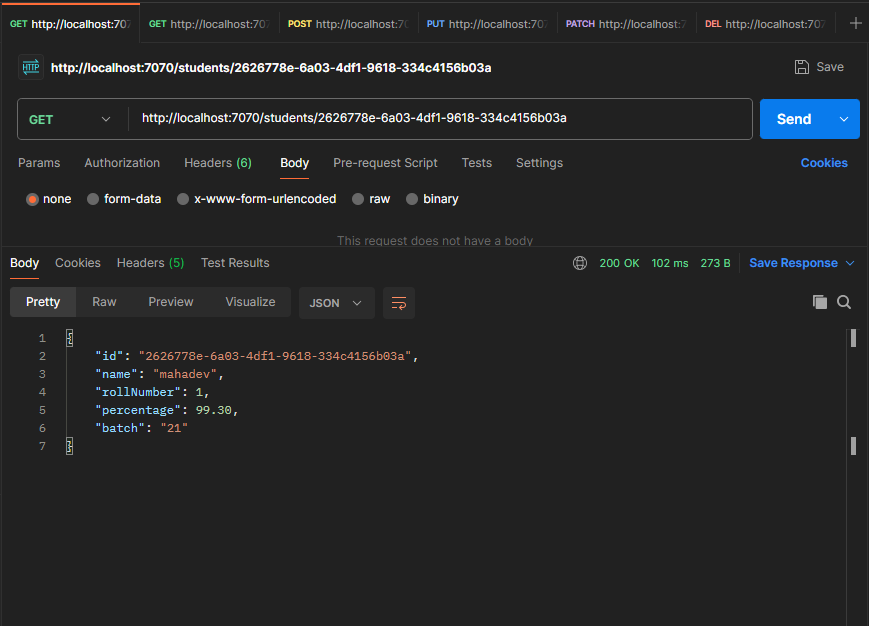 GET http://localhost:707 GET http://localhost:707 POST http://localhost:70 PUT http://localhost:707 PATCH http://localhost:7 DEL http://localhost:707
HTTP http://localhost:7070/students/2626778e-6a03-4df1-9618-334c4156b03a Save
GET http://localhost:7070/students/2626778e-6a03-4df1-9618-334c4156b03a Send
Params Authorization Headers (6) Body Pre-request Script Tests Settings Cookies
none form-data x-www-form-urlencoded raw binary
This request does not have a body
Body Cookies Headers (5) Test Results 200 OK 102 ms 273 B Save Response
Pretty Raw Preview Visualize JSON
1 {
2 "id": "2626778e-6a03-4df1-9618-334c4156b03a",
3 "name": "mahadev",
4 "rollNumber": 1,
5 "percentage": 99.30,
6 "batch": "21"
7 }